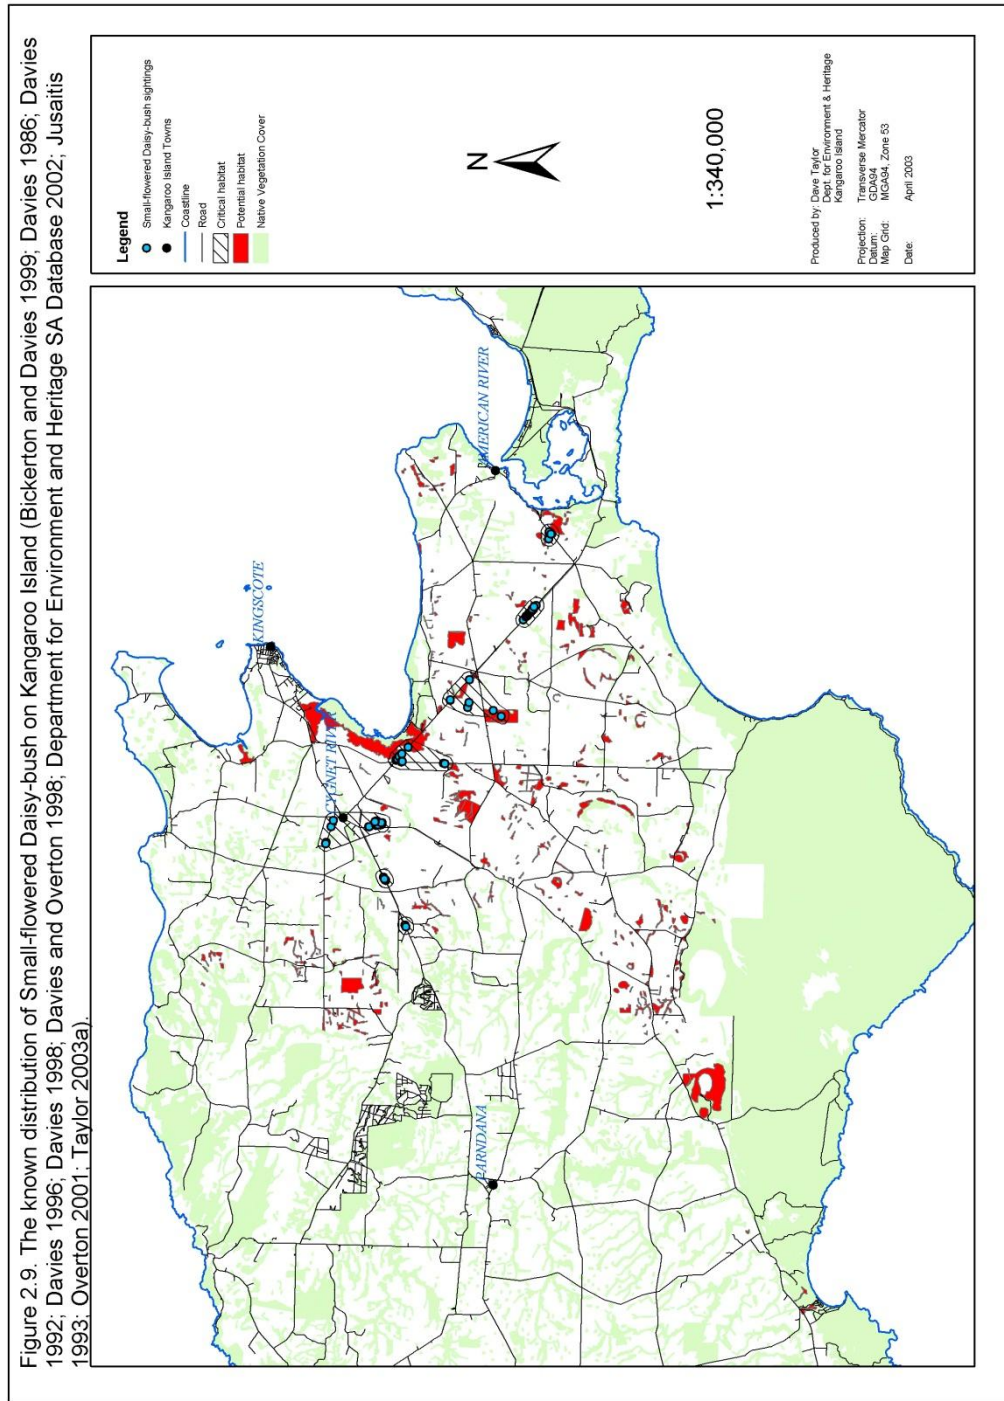 Figure 2.9. The known distribution of Small-flowered Daisy-bush on Kangaroo Island (Bickerton and Davies 1999; Davies 1986; Davies
1992; Davies 1996; Davies 1998; Davies and Overton 1998; Department for Environment and Heritage SA Database 2002; Jusaitis
1993; Overton 2001; Taylor 2003a).
KINGSCOTE
CYGNET RIVER
AMERICAN RIVER
PARNDANA
Legend
Small-flowered Daisy-bush sightings
Kangaroo Island Towns
Coastline
Road
Critical habitat
Potential habitat
Native Vegetation Cover
N
1:340,000
Produced by: Dave Taylor
Dept. for Environment & Heritage
Kangaroo Island
Projection: Transverse Mercator
Datum: GDA94
Map Grid: MGA94, Zone 53
Date: April 2003